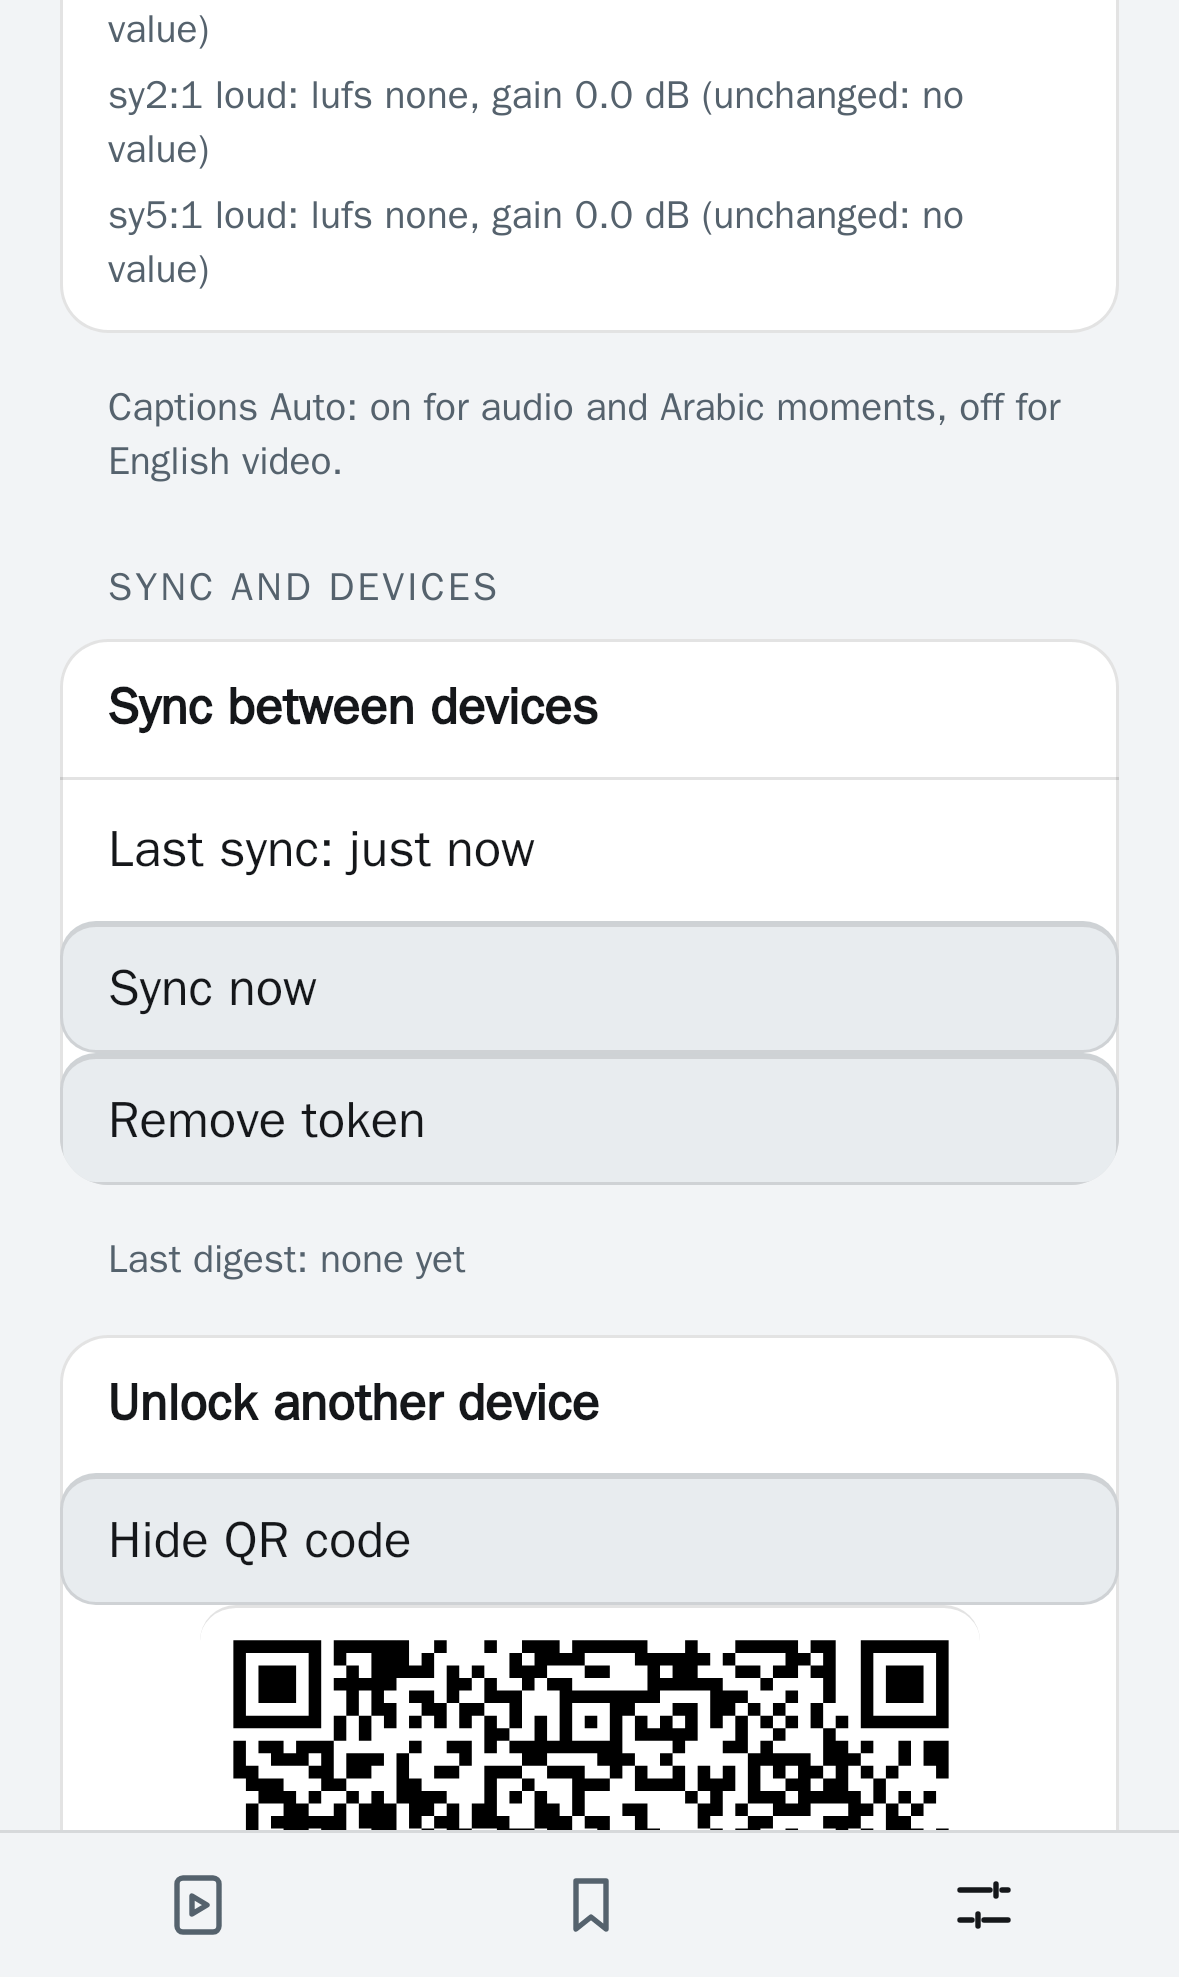 value)
sy2:1 loud: lufs none, gain 0.0 dB (unchanged: no
value)
sy5:1 loud: lufs none, gain 0.0 dB (unchanged: no
value)
Captions Auto: on for audio and Arabic moments, off for
English video.
SYNC AND DEVICES
Sync between devices
Last sync: just now
Sync now
Remove token
Last digest: none yet
Unlock another device
Hide QR code